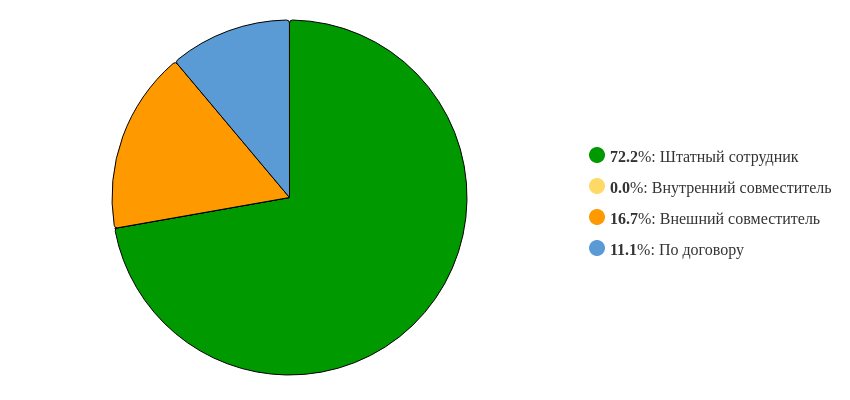 72.2%: Штатный сотрудник
0.0%: Внутренний совместитель
16.7%: Внешний совместитель
11.1%: По договору